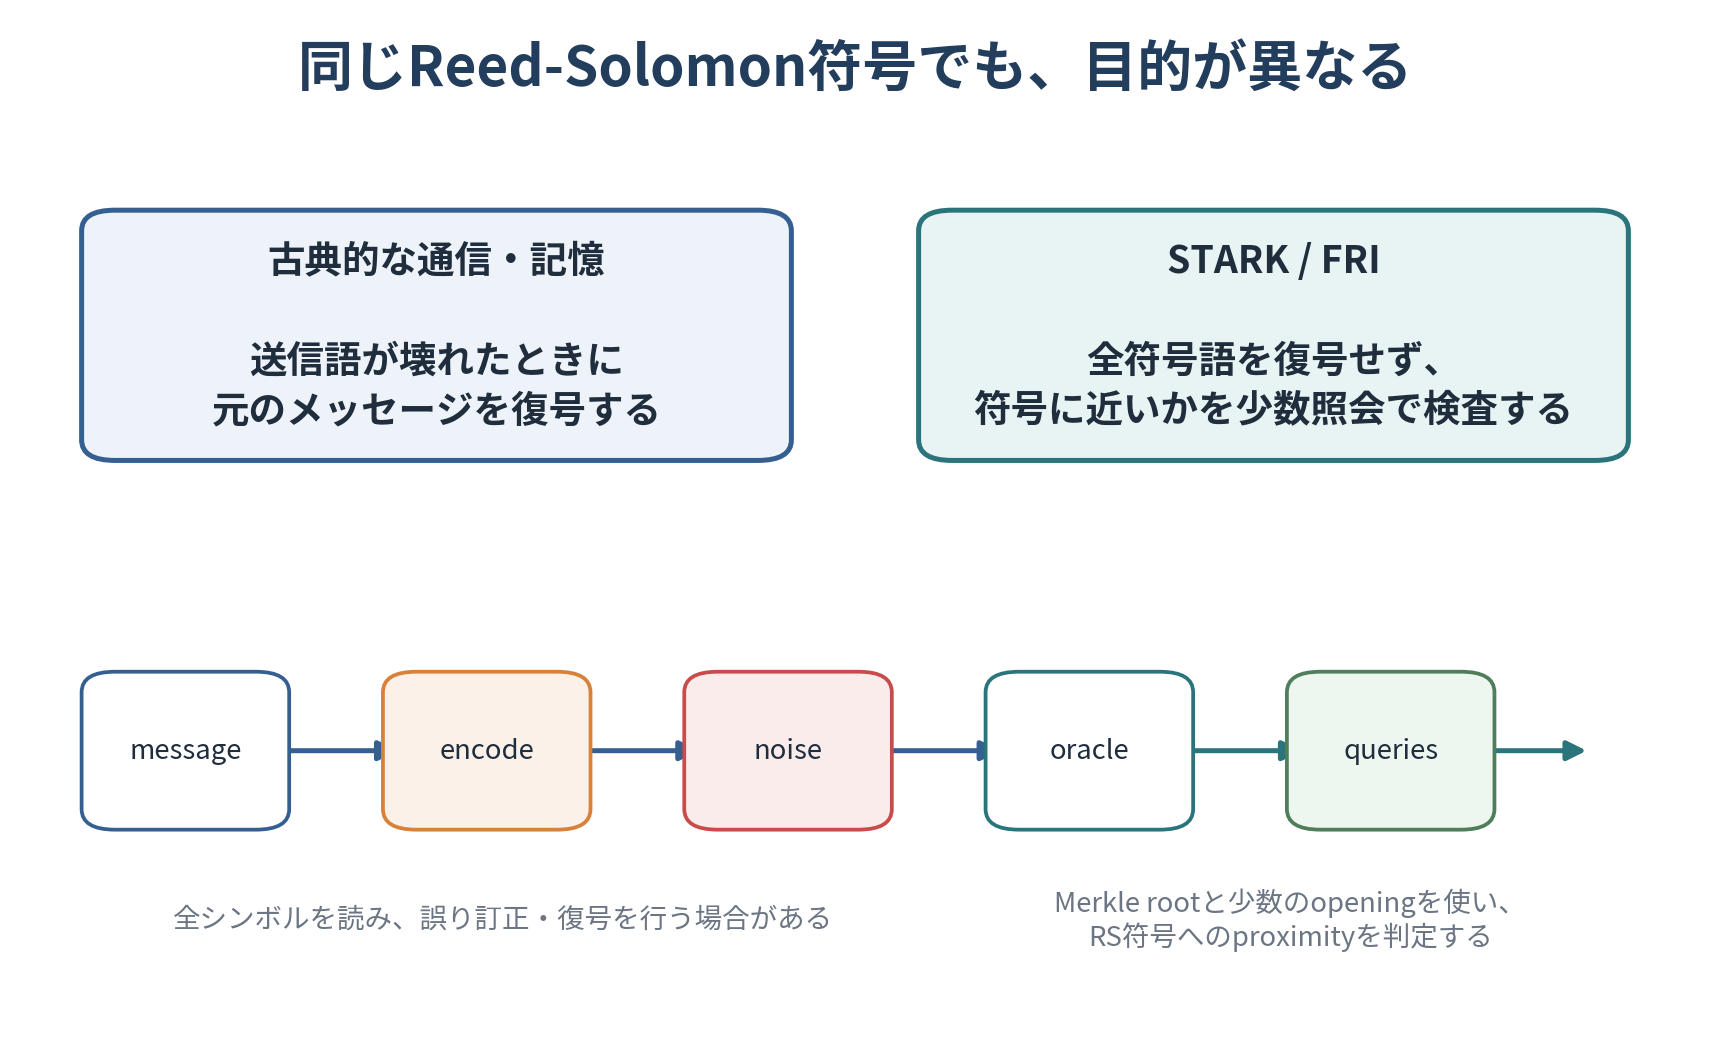 同じReed-Solomon符号でも、目的が異なる
古典的な通信・記憶
送信語が壊れたときに
元のメッセージを復号する
STARK / FRI
全符号語を復号せず、
符号に近いかを少数照会で検査する
message
encode
noise
oracle
queries
全シンボルを読み、誤り訂正・復号を行う場合がある
Merkle rootと少数のopeningを使い、
RS符号へのproximityを判定する